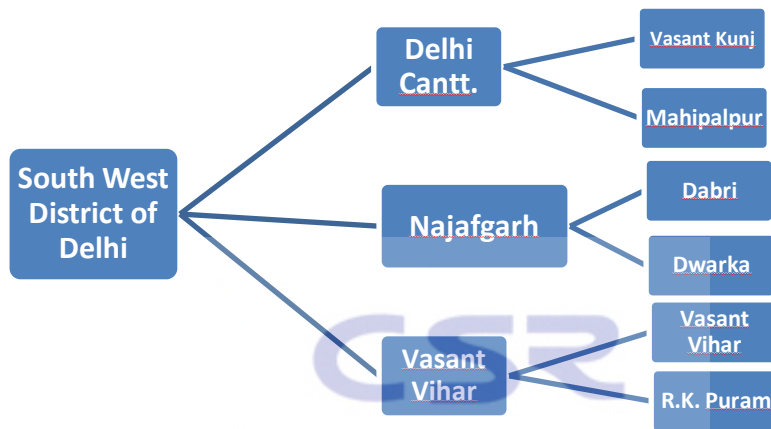 South West
District of
Delhi
Delhi
Cantt.
Najafgarh
Vasant
Vihar
Vasant Kunj
Mahipalpur
Dabri
Dwarka
Vasant
Vihar
R.K. Puram
CSR